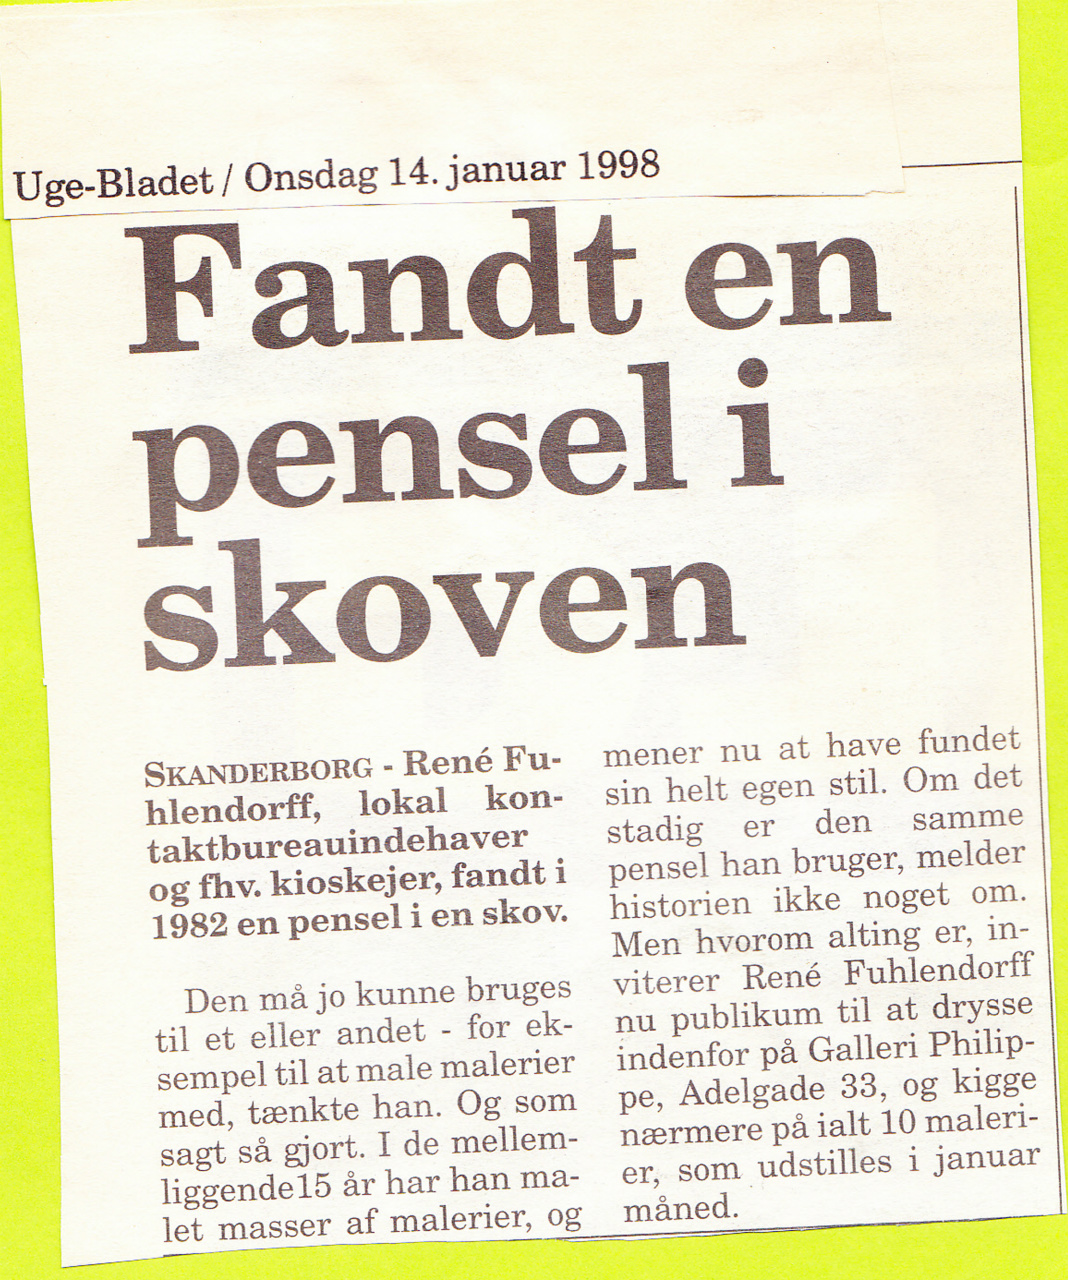 Uge-Bladet / Onsdag 14. januar 1998
Fandt en
pensel i
skoven
SKANDERBORG - René Fu-
hlendorff, lokal kon-
taktbureauindehaver
og fhv. kioskejer, fandt i
1982 en pensel i en skov.
Den må jo kunne bruges
til et eller andet - for ek-
sempel til at male malerier
med, tænkte han. Og som
sagt så gjort. I de mellem-
liggende15 år har han ma-
let masser af malerier, og
mener nu at have fundet
sin helt egen stil. Om det
stadig er den samme
pensel han bruger, melder
historien ikke noget om.
Men hvorom alting er, in-
viterer René Fuhlendorff
nu publikum til at drysse
indenfor på Galleri Philip-
pe, Adelgade 33, og kigge
nærmere på ialt 10 maleri-
er, som udstilles i januar
måned.